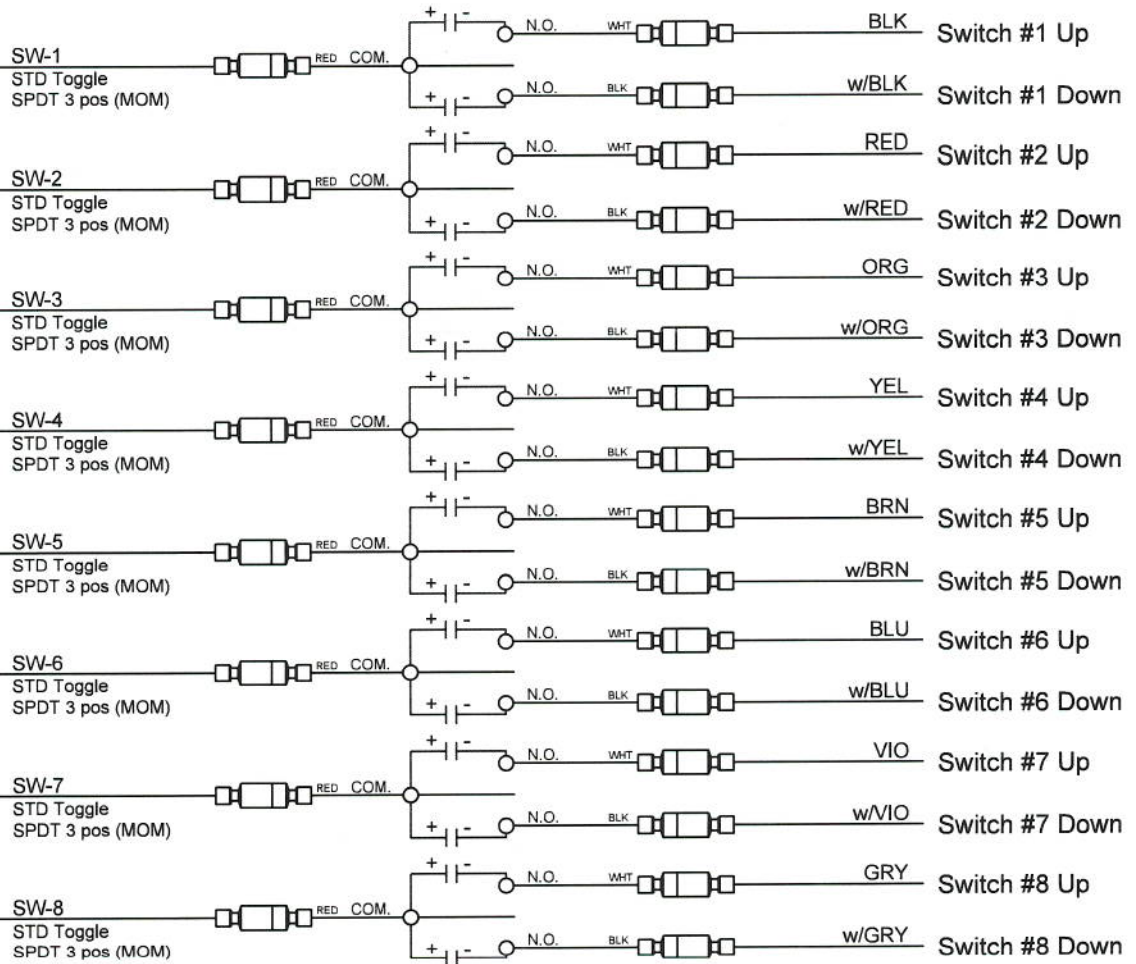 + -
N.O. WHT BLK Switch #1 Up
SW-1 RED COM.
STD Toggle
SPDT 3 pos (MOM)
+ -
N.O. BLK w/BLK Switch #1 Down
+ -
N.O. WHT RED Switch #2 Up
SW-2 RED COM.
STD Toggle
SPDT 3 pos (MOM)
+ -
N.O. BLK w/RED Switch #2 Down
+ -
N.O. WHT ORG Switch #3 Up
SW-3 RED COM.
STD Toggle
SPDT 3 pos (MOM)
+ -
N.O. BLK w/ORG Switch #3 Down
+ -
N.O. WHT YEL Switch #4 Up
SW-4 RED COM.
STD Toggle
SPDT 3 pos (MOM)
+ -
N.O. BLK w/YEL Switch #4 Down
+ -
N.O. WHT BRN Switch #5 Up
SW-5 RED COM.
STD Toggle
SPDT 3 pos (MOM)
+ -
N.O. BLK w/BRN Switch #5 Down
+ -
N.O. WHT BLU Switch #6 Up
SW-6 RED COM.
STD Toggle
SPDT 3 pos (MOM)
+ -
N.O. BLK w/BLU Switch #6 Down
+ -
N.O. WHT VIO Switch #7 Up
SW-7 RED COM.
STD Toggle
SPDT 3 pos (MOM)
+ -
N.O. BLK w/VIO Switch #7 Down
+ -
N.O. WHT GRY Switch #8 Up
SW-8 RED COM.
STD Toggle
SPDT 3 pos (MOM)
+ -
N.O. BLK w/GRY Switch #8 Down